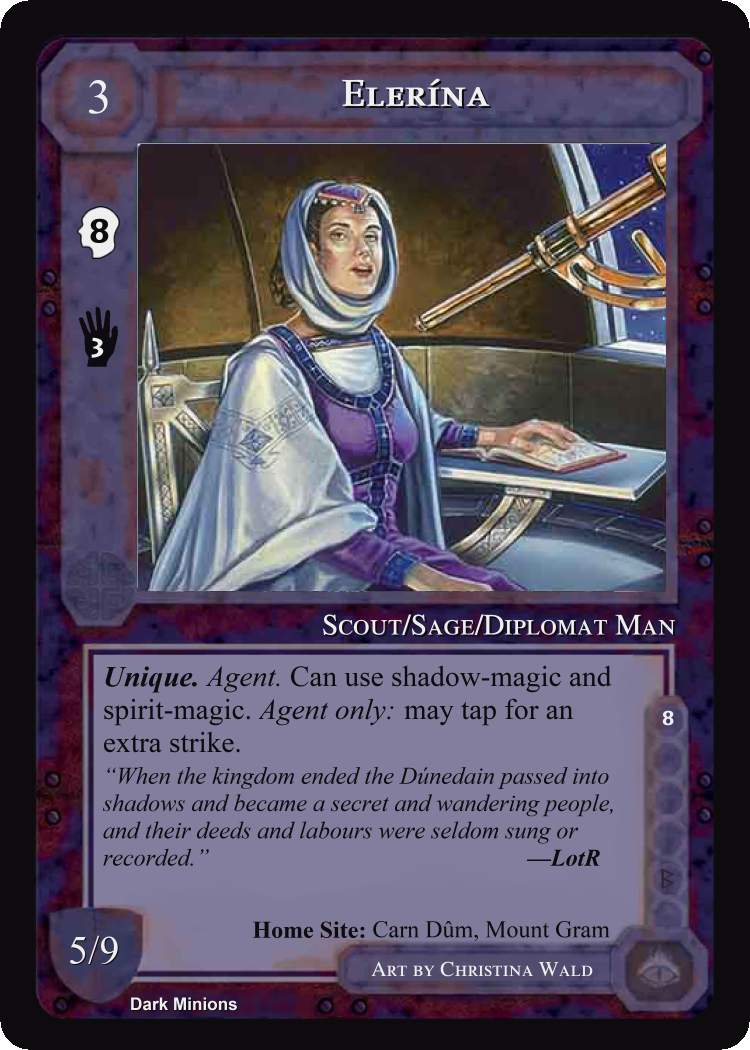 3
Elerína
8
3
Scout/Sage/Diplomat Man
Unique. Agent. Can use shadow-magic and
spirit-magic. Agent only: may tap for an
extra strike.
8
“When the kingdom ended the Dúnedain passed into
shadows and became a secret and wandering people,
and their deeds and labours were seldom sung or
recorded.” —LotR
Home Site: Carn Dûm, Mount Gram
5/9
Art by Christina Wald
Dark Minions